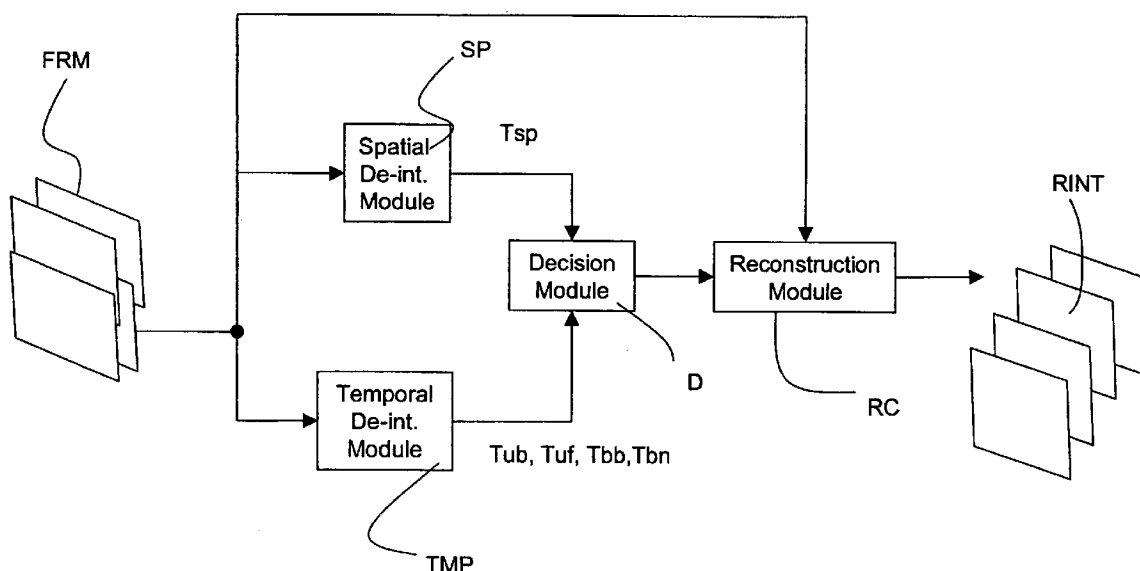 FRM
SP
Spatial
De-int.
Module
Tsp
RINT
Decision
Module
Reconstruction
Module
D
RC
Temporal
De-int.
Module
Tub, Tuf, Tbb,Tbn
TMP